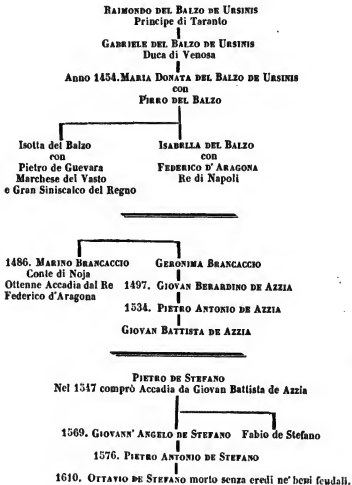 RAIMONDO DEL BALZO DE URSINIS
Principe di Taranto
GABRIELE DEL BALZO DE URSINIS
Duca di Venosa
Anno 1454. MARIA DONATA DEL BALZO DE URSINIS
con
PIRRO DEL BALZO
Isotta del Balzo
con
Pietro de Guevara
Marchese del Vasto
e Gran Siniscalco del Regno
ISABELLA DEL BALZO
con
FEDERICO D'ARAGONA
Re di Napoli
1486. MARINO BRANCACCIO
Conte di Noja
Ottenne Accadia dal Re
Federico d'Aragona
GERONIMA BRANCACCIO
1497. GIOVAN BERARDINO DE AZZIA
1534. PIETRO ANTONIO DE AZZIA
GIOVAN BATTISTA DE AZZIA
PIETRO DE STEFANO
Nel 1547 comprò Accadia da Giovan Battista de Azzia
1569. GIOVANN' ANGELO DE STEFANO
Fabio de Stefano
1576. PIETRO ANTONIO DE STEFANO
1610. OTTAVIO DE STEFANO morto senza eredi ne' beni feudali.